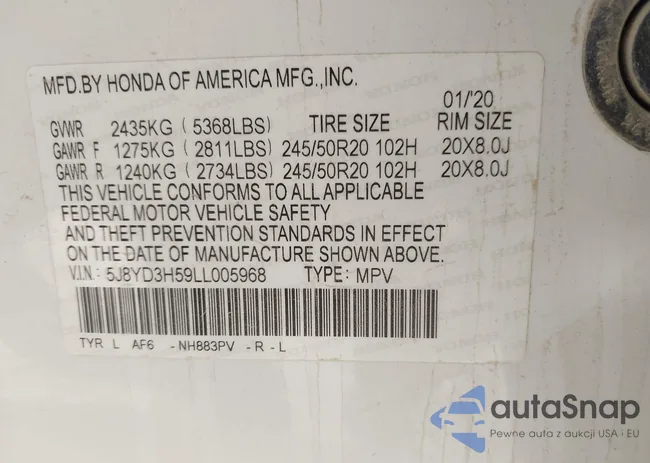 MFD.BY HONDA OF AMERICA MFG.,INC.
01/'20
GVWR 2435KG (5368LBS) TIRE SIZE RIM SIZE
GAWR F 1275KG (2811LBS) 245/50R20 102H 20X8.0J
GAWR R 1240KG (2734LBS) 245/50R20 102H 20X8.0J
THIS VEHICLE CONFORMS TO ALL APPLICABLE
FEDERAL MOTOR VEHICLE SAFETY
AND THEFT PREVENTION STANDARDS IN EFFECT
ON THE DATE OF MANUFACTURE SHOWN ABOVE.
V.I.N.: 5J8YD3H59LL005968 TYPE: MPV
TYR L AF6 -NH883PV -R -L
autoSnap
Pewne auta z aukcji USA i EU